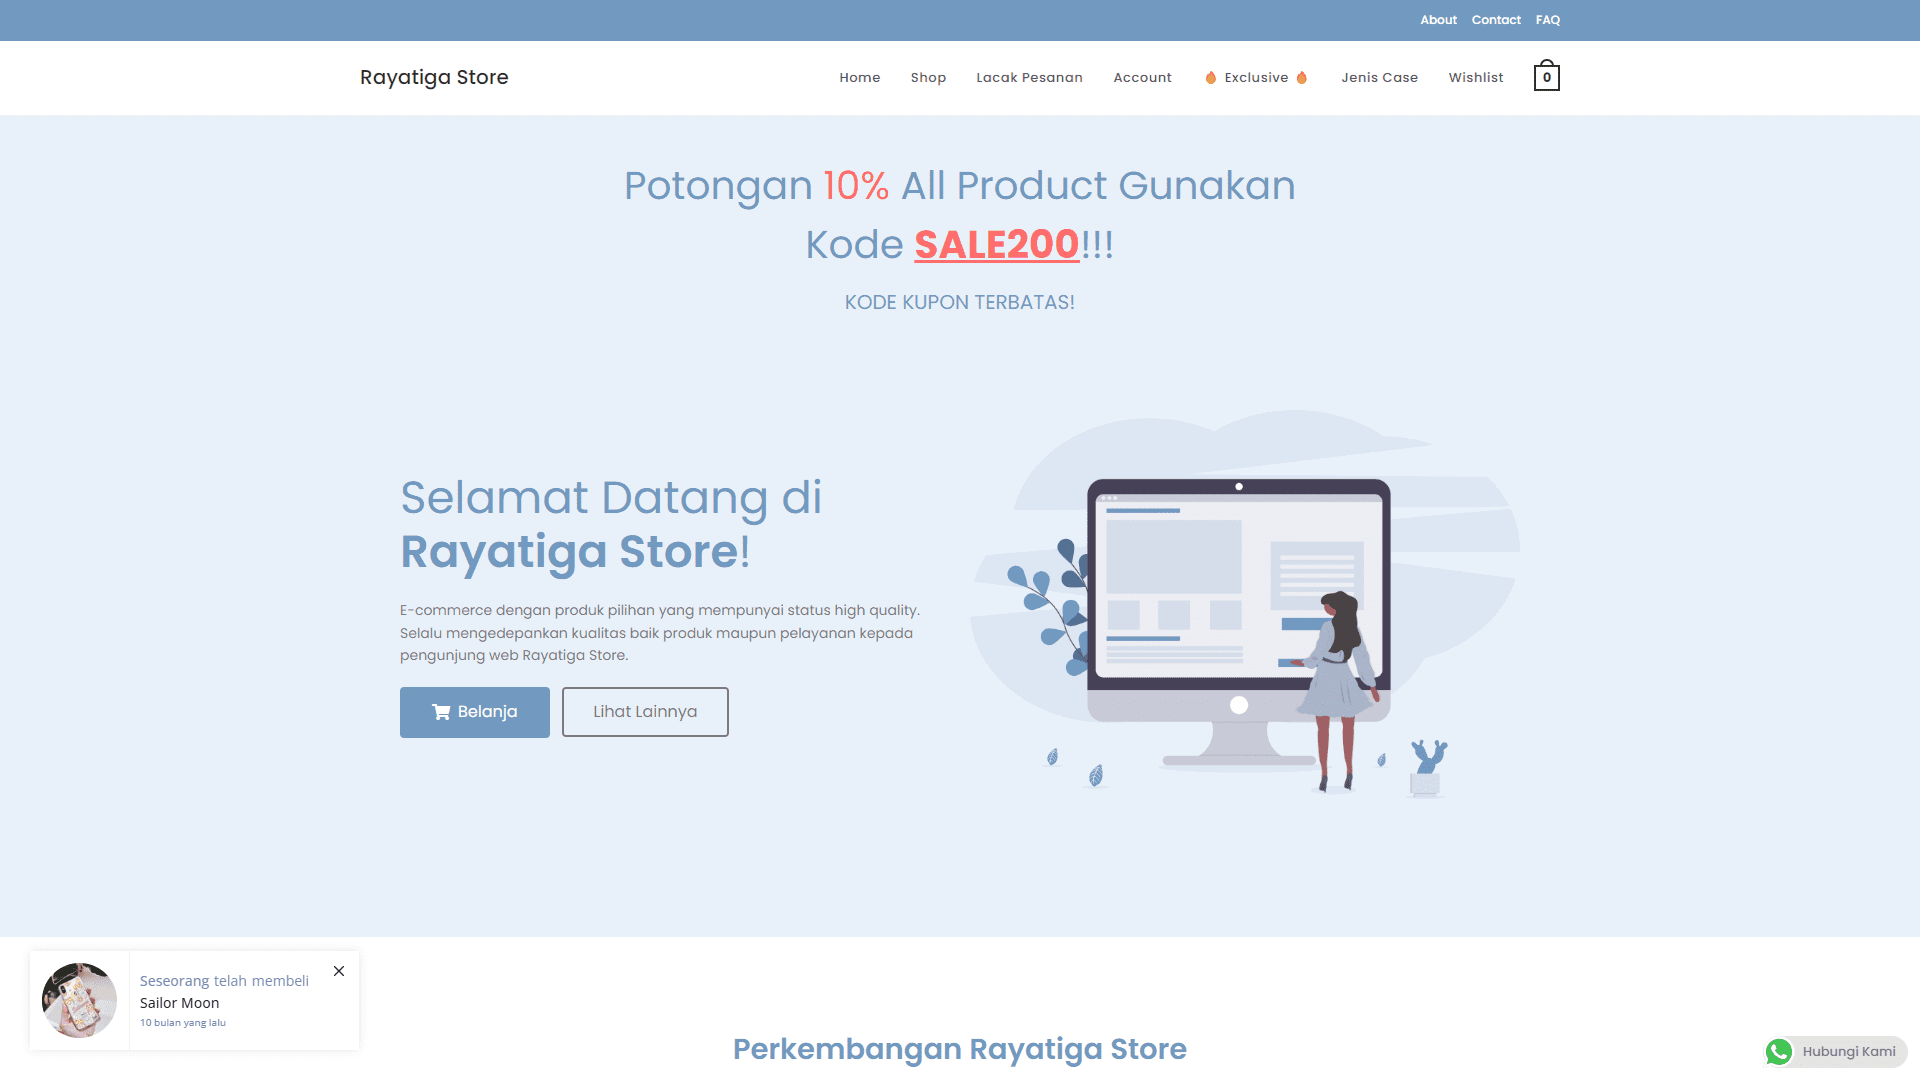 About Contact FAQ
Rayatiga Store
Home Shop Lacak Pesanan Account 🔥 Exclusive 🔥 Jenis Case Wishlist 0
Potongan 10% All Product Gunakan
Kode SALE200!!!
KODE KUPON TERBATAS!
Selamat Datang di
Rayatiga Store!
E-commerce dengan produk pilihan yang mempunyai status high quality.
Selalu mengedepankan kualitas baik produk maupun pelayanan kepada
pengunjung web Rayatiga Store.
Belanja
Lihat Lainnya
Seseorang telah membeli
Sailor Moon
10 bulan yang lalu
Perkembangan Rayatiga Store
Hubungi Kami